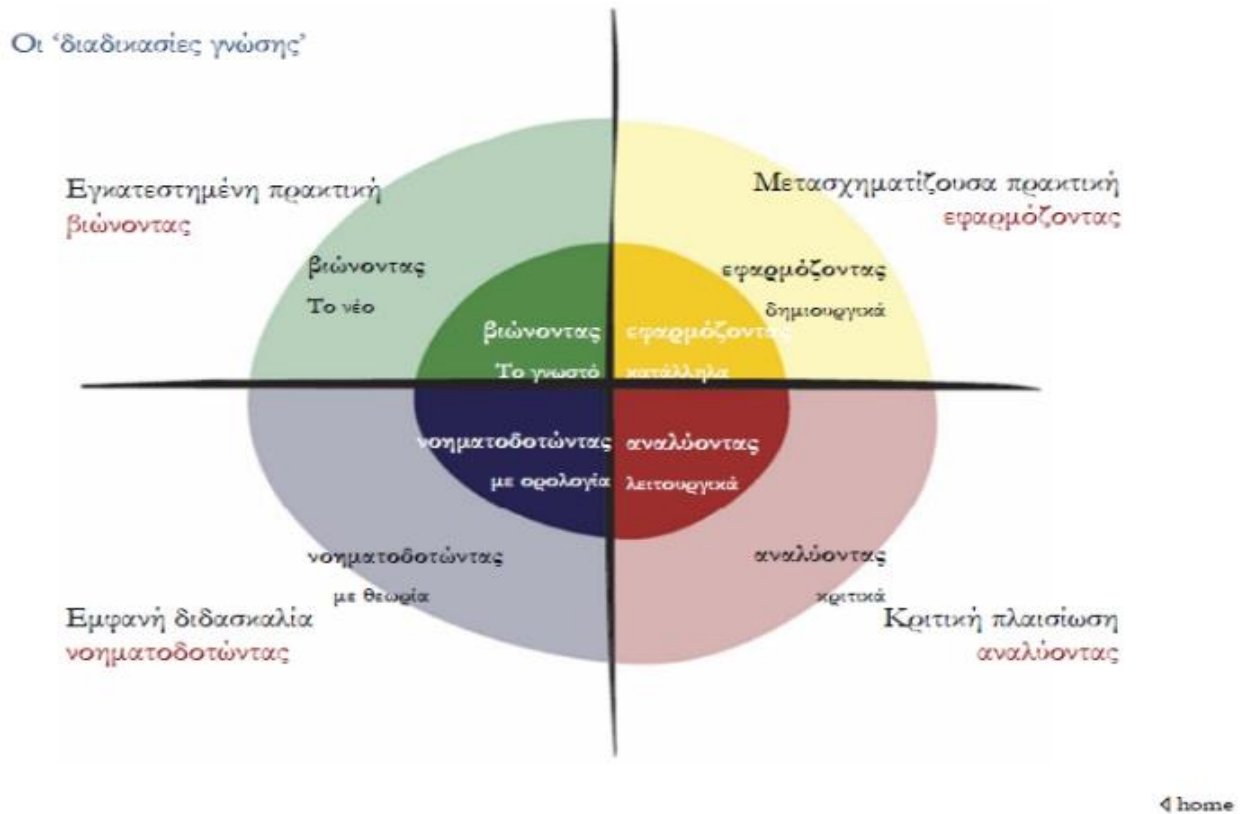 Οι ‘διαδικασίες γνώσης’
Εγκατεστημένη πρακτική
βιώνοντας
Μετασχηματίζουσα πρακτική
εφαρμόζοντας
βιώνοντας
Το νέο
εφαρμόζοντας
δημιουργικά
βιώνοντας
Το γνωστό
εφαρμόζοντας
κατάλληλα
νοηματοδοτώντας
με ορολογία
αναλύοντας
λειτουργικά
νοηματοδοτώντας
με θεωρία
αναλύοντας
κριτικά
Εμφανή διδασκαλία
νοηματοδοτώντας
Κριτική πλαισίωση
αναλύοντας
home